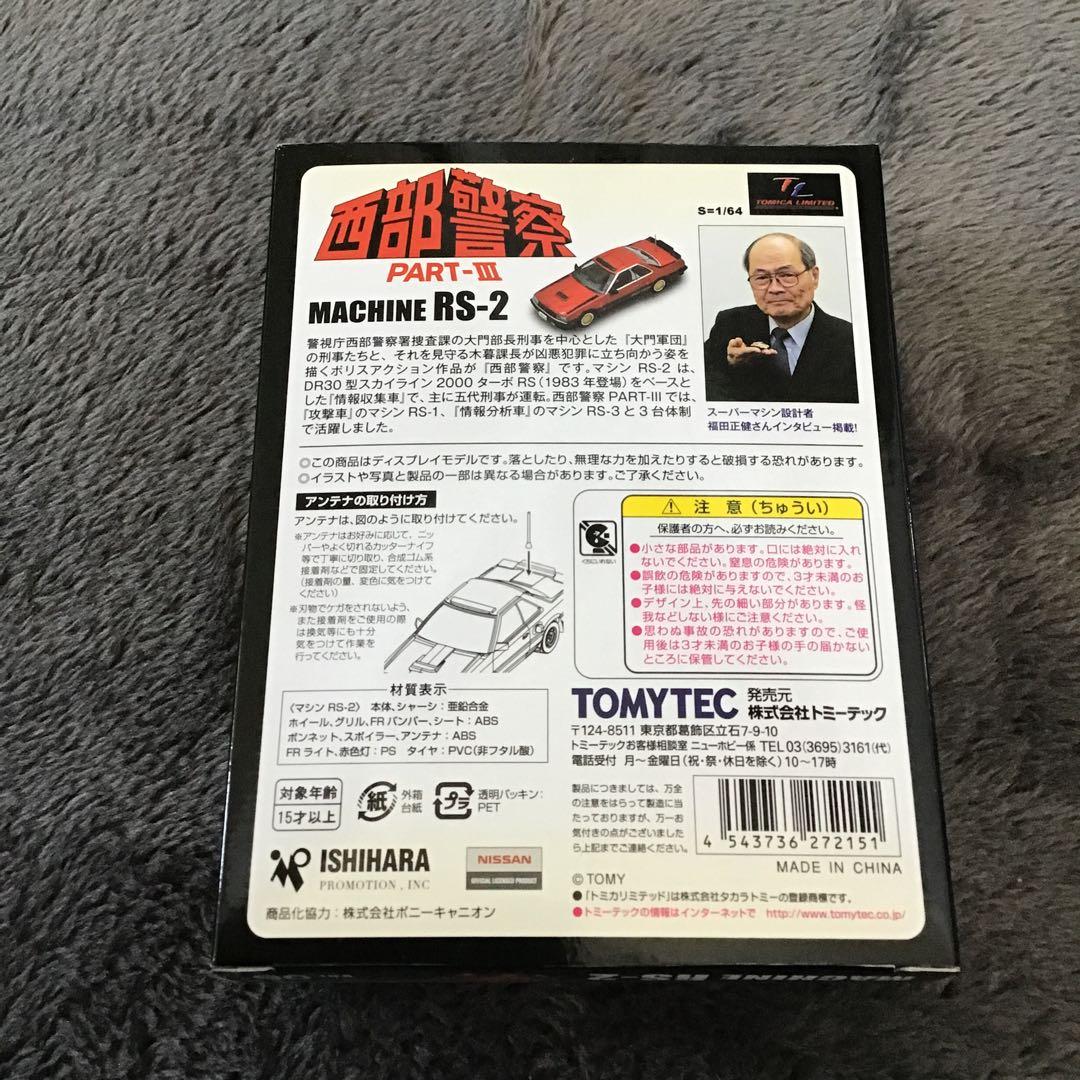 西部警察
PART-III
MACHINE RS-2
S=1/64
TL
TOMICA LIMITED
警視庁西部警察署捜査課の大門部長刑事を中心とした『大門軍団』
の刑事たちと、それを見守る木暮課長が凶悪犯罪に立ち向かう姿を
描くポリスアクション作品が『西部警察』です。マシン RS-2 は、
DR30 型スカイライン 2000 ターボ RS(1983 年登場)をベースと
した『情報収集車』で、主に五代刑事が運転。西部警察 PART-III では、
『攻撃車』のマシン RS-1、『情報分析車』のマシン RS-3 と 3 台体制
で活躍しました。
スーパーマシン設計者
福田正健さんインタビュー掲載!
◎この商品はディスプレイモデルです。落としたり、無理な力を加えたりすると破損する恐れがあります。
◎イラストや写真と製品の一部は異なる場合があります。ご了承ください。
アンテナの取り付け方
アンテナは、図のように取り付けてください。
※アンテナはお好みに応じて、ニッ
パーやよく切れるカッターナイフ
等で丁寧に切り取り、合成ゴム系
接着剤などで固定してください。
(接着剤の量、変色に気をつけて
ください)
※刃物でケガをされないよう、
また接着剤をご使用の際
は換気等にも十分
気をつけて作業を
行ってください。
くちにいれない
注 意(ちゅうい)
保護者の方へ、必ずお読みください。
●小さな部品があります。口には絶対に入れ
ないでください。窒息の危険があります。
●誤飲の危険がありますので、3才未満のお
子様には絶対に与えないでください。
●デザイン上、先の細い部分があります。怪
我などしない様にご注意ください。
●思わぬ事故の恐れがありますので、ご使
用後は3才未満のお子様の手の届かない
ところに保管してください。
材質表示
〈マシン RS-2〉 本体、シャーシ:亜鉛合金
ホイール、グリル、FR バンパー、シート:ABS
ボンネット、スポイラー、アンテナ:ABS
FR ライト、赤色灯:PS タイヤ:PVC(非フタル酸)
TOMYTEC 発売元
株式会社トミーテック
〒124-8511 東京都葛飾区立石7-9-10
トミーテックお客様相談室 ニューホビー係 TEL 03(3695)3161(代)
電話受付 月~金曜日(祝・祭・休日を除く)10~17時
対象年齢
15才以上
紙
外箱
台紙
プラ
透明パッキン:
PET
製品につきましては、万全
の注意をはらって製造に当
たっておりますが、万一お
気付きの点がございました
ら上記までご連絡ください。
4 543736 272151
MADE IN CHINA
ISHIHARA
PROMOTION , INC
NISSAN
OFFICIAL LICENSED PRODUCT
商品化協力:株式会社ポニーキャニオン
© TOMY
●「トミカリミテッド」は株式会社タカラトミーの登録商標です。
●トミーテックの情報はインターネットで http://www.tomytec.co.jp/
MACHINE RS-2